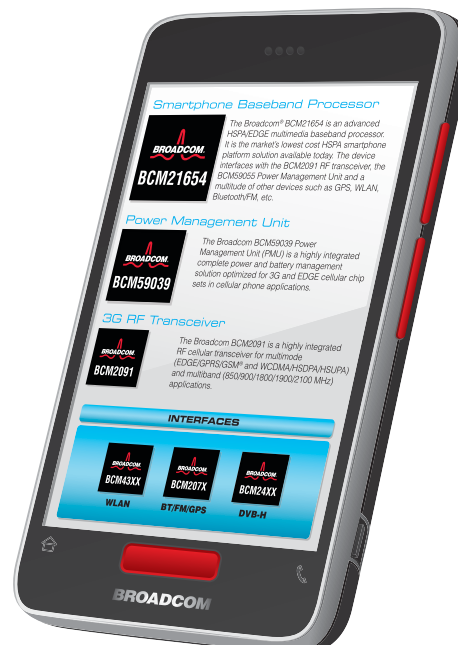 Smartphone Baseband Processor
BROADCOM.
BCM21654
The Broadcom® BCM21654 is an advanced
HSPA/EDGE multimedia baseband processor.
It is the market's lowest cost HSPA smartphone
platform solution available today. The device
interfaces with the BCM2091 RF transceiver, the
BCM59055 Power Management Unit and a
multitude of other devices such as GPS, WLAN,
Bluetooth/FM, etc.
Power Management Unit
BROADCOM.
BCM59039
The Broadcom BCM59039 Power
Management Unit (PMU) is a highly integrated
complete power and battery management
solution optimized for 3G and EDGE cellular chip
sets in cellular phone applications.
3G RF Transceiver
BROADCOM.
BCM2091
The Broadcom BCM2091 is a highly integrated
RF cellular transceiver for multimode
(EDGE/GPRS/GSM® and WCDMA/HSDPA/HSUPA)
and multiband (850/900/1800/1900/2100 MHz)
applications.
INTERFACES
BROADCOM.
BCM43XX
WLAN
BROADCOM.
BCM207X
BT/FM/GPS
BROADCOM.
BCM24XX
DVB-H
BROADCOM